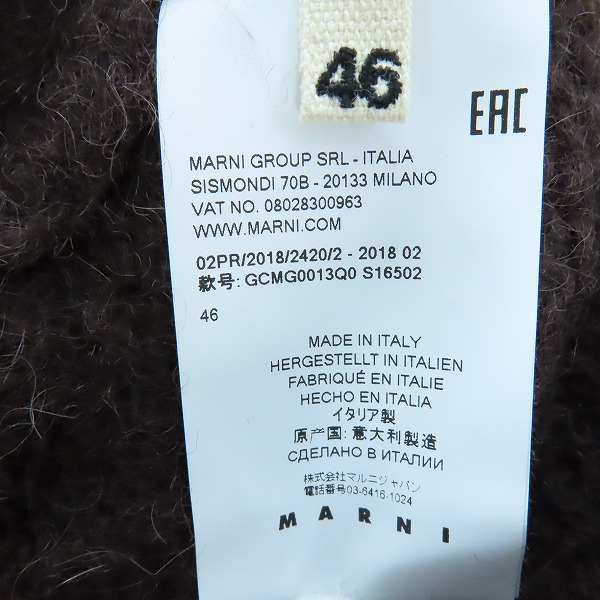 46
EAC
MARNI GROUP SRL - ITALIA
SISMONDI 70B - 20133 MILANO
VAT NO. 08028300963
WWW.MARNI.COM
02PR/2018/2420/2 - 2018 02
款号: GCMG0013Q0 S16502
46
MADE IN ITALY
HERGESTELLT IN ITALIEN
FABRIQUÉ EN ITALIE
HECHO EN ITALIA
イタリア製
原产国: 意大利製造
СДЕЛАНО В ИТАЛИИ
株式会社マルニジャパン
電話番号03-6416-1024
MARNI